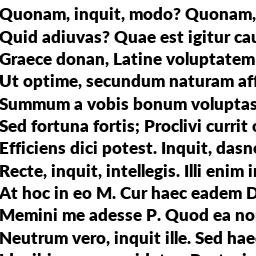 Quonam, inquit, modo? Quonam,
Quid adiuvas? Quae est igitur cau
Graece donan, Latine voluptatem
Ut optime, secundum naturam aff
Summum a vobis bonum voluptas
Sed fortuna fortis; Proclivi currit o
Efficiens dici potest. Inquit, dasne
Recte, inquit, intellegis. Illi enim in
At hoc in eo M. Cur haec eadem D
Memini me adesse P. Quod ea no
Neutrum vero, inquit ille. Sed hae